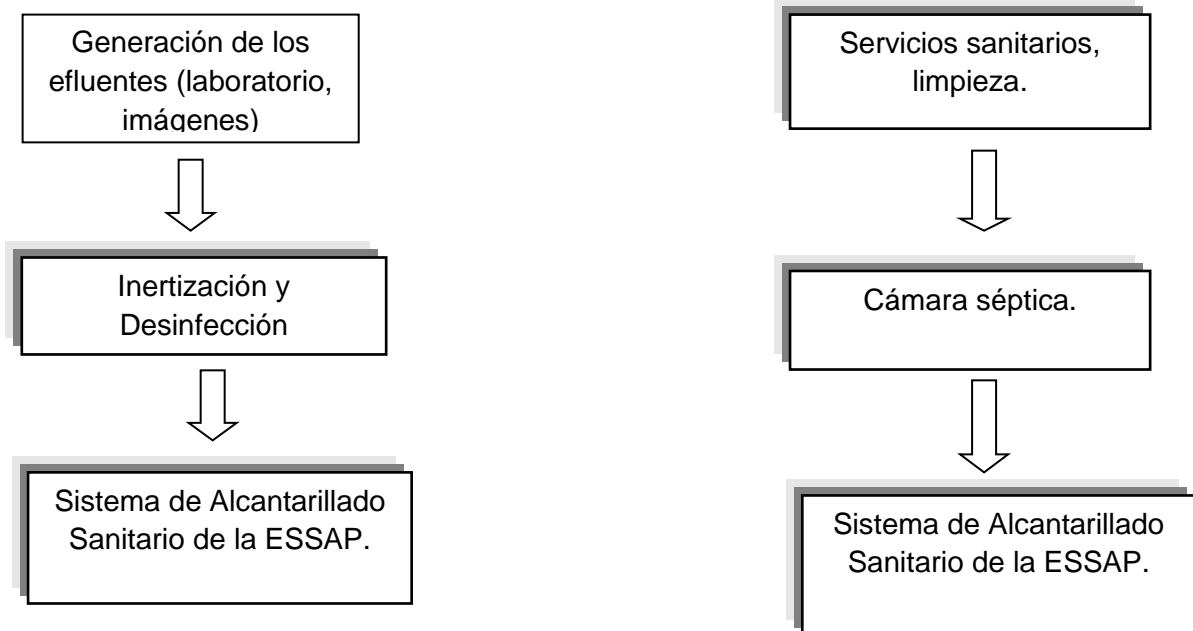 Generación de los
efluentes (laboratorio,
imágenes)
Inertización y
Desinfección
Sistema de Alcantarillado
Sanitario de la ESSAP.
Servicios sanitarios,
limpieza.
Cámara séptica.
Sistema de Alcantarillado
Sanitario de la ESSAP.